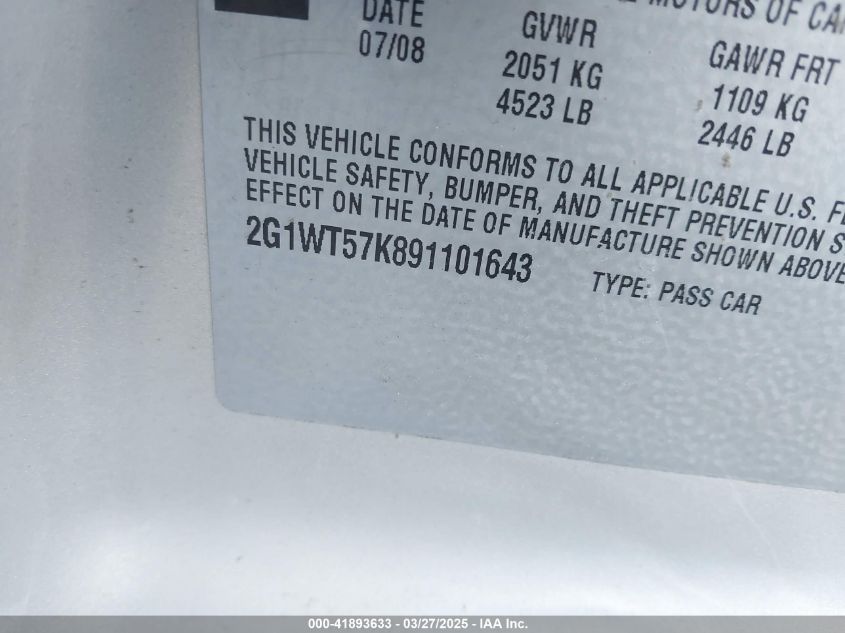 MOTORS OF CAN
DATE GVWR GAWR FRT
07/08 2051 KG 1109 KG
4523 LB 2446 LB
THIS VEHICLE CONFORMS TO ALL APPLICABLE U.S. FE
VEHICLE SAFETY, BUMPER, AND THEFT PREVENTION S
EFFECT ON THE DATE OF MANUFACTURE SHOWN ABOVE
2G1WT57K891101643 TYPE: PASS CAR
000-41893633 - 03/27/2025 - IAA Inc.